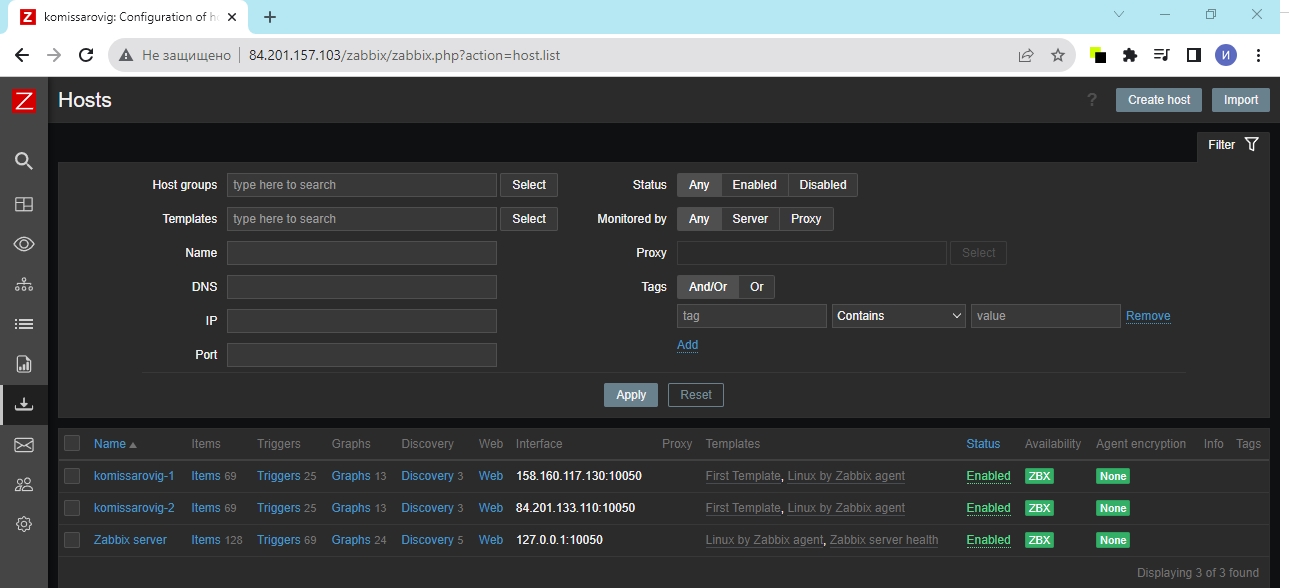 Z komissarovig: Configuration of h
Не защищено 84.201.157.103/zabbix/zabbix.php?action=host.list И
Z Hosts ? Create host Import
Filter
Host groups type here to search Select Status Any Enabled Disabled
Templates type here to search Select Monitored by Any Server Proxy
Name Proxy Select
DNS Tags And/Or Or
IP tag Contains value Remove
Add
Port
Apply Reset
Name Items Triggers Graphs Discovery Web Interface Proxy Templates Status Availability Agent encryption Info Tags
komissarovig-1 Items 69 Triggers 25 Graphs 13 Discovery 3 Web 158.160.117.130:10050 First Template, Linux by Zabbix agent Enabled ZBX None
komissarovig-2 Items 69 Triggers 25 Graphs 13 Discovery 3 Web 84.201.133.110:10050 First Template, Linux by Zabbix agent Enabled ZBX None
Zabbix server Items 128 Triggers 69 Graphs 24 Discovery 5 Web 127.0.0.1:10050 Linux by Zabbix agent, Zabbix server health Enabled ZBX None
Displaying 3 of 3 found